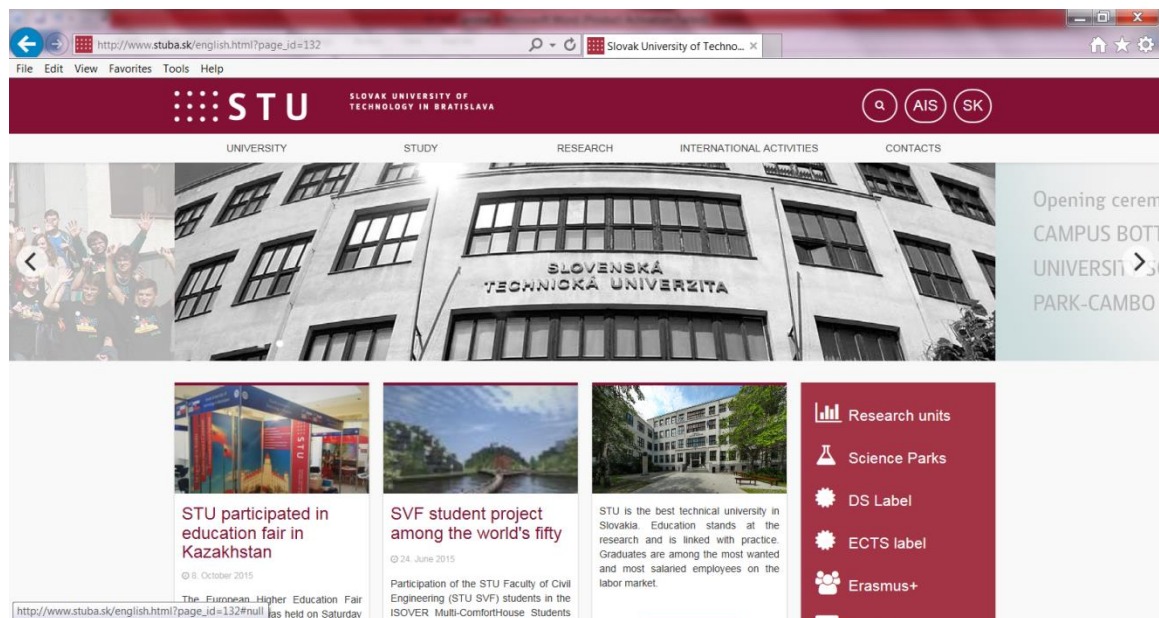 http://www.stuba.sk/english.html?page_id=132
Slovak University of Techno...
File Edit View Favorites Tools Help
STU
SLOVAK UNIVERSITY OF
TECHNOLOGY IN BRATISLAVA
AIS
SK
UNIVERSITY STUDY RESEARCH INTERNATIONAL ACTIVITIES CONTACTS
SLOVENSKÁ
TECHNICKÁ UNIVERZITA
Opening cerem
CAMPUS BOTT
UNIVERSIT
PARK-CAMBO
STU
STU participated in
education fair in
Kazakhstan
8. October 2015
The European Higher Education Fair
as held on Saturday
SVF student project
among the world's fifty
24. June 2015
Participation of the STU Faculty of Civil
Engineering (STU SVF) students in the
ISOVER Multi-ComfortHouse Students
STU is the best technical university in
Slovakia. Education stands at the
research and is linked with practice.
Graduates are among the most wanted
and most salaried employees on the
labor market.
Research units
Science Parks
DS Label
ECTS label
Erasmus+
http://www.stuba.sk/english.html?page_id=132#null